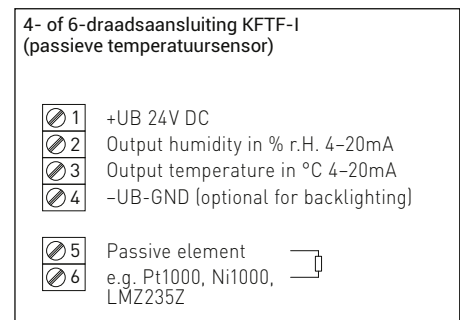 4- of 6-draadsaansluiting KFTF-I
(passieve temperatuursensor)
1 +UB 24V DC
2 Output humidity in % r.H. 4–20mA
3 Output temperature in °C 4–20mA
4 –UB-GND (optional for backlighting)
5 Passive element
6 e.g. Pt1000, Ni1000,
LMZ235Z